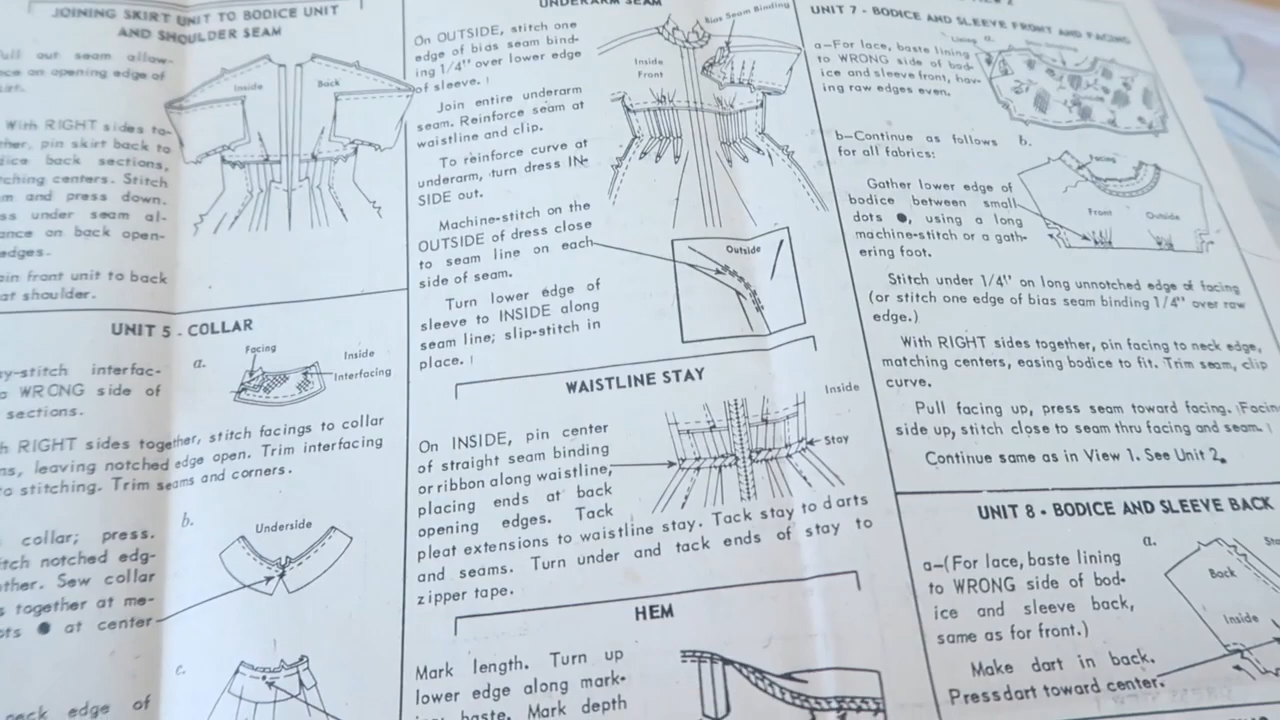 JOINING SKIRT UNIT TO BODICE UNIT
AND SHOULDER SEAM
ull out seam allow-
nce on opening edge of
Inside
Back
With RIGHT sides to-
ther, pin skirt back to
dice back sections,
tching centers. Stitch
m and press down.
ss under seam al-
ance on back open-
edges.
oin front unit to back
at shoulder.
UNIT 5 - COLLAR
ry-stitch interfac-
o WRONG side of
sections.
a.
Facing
Inside
Interfacing
h RIGHT sides together, stitch facings to collar
ns, leaving notched edge open. Trim interfacing
to stitching. Trim seams and corners.
b.
Underside
collar; press.
itch notched edg-
ther. Sew collar
s together at me-
ots ● at center
c.
neck edge of
UNDERARM SEAM
On OUTSIDE, stitch one
edge of bias seam bind-
ing 1/4" over lower edge
of sleeve.
Join entire underarm
seam. Reinforce seam at
waistline and clip.
To reinforce curve at
underarm, turn dress IN-
SIDE out.
Machine-stitch on the
OUTSIDE of dress close
to seam line on each
side of seam.
Turn lower edge of
sleeve to INSIDE along
seam line; slip-stitch in
place.
Bias Seam Binding
Inside
Front
Outside
WAISTLINE STAY
Inside
Stay
On INSIDE, pin center
of straight seam binding
or ribbon along waistline,
placing ends at back
opening edges. Tack
pleat extensions to waistline stay. Tack stay to darts
and seams. Turn under and tack ends of stay to
zipper tape.
HEM
Mark length. Turn up
lower edge along mark-
baste. Mark depth
UNIT 7 - BODICE AND SLEEVE FRONT AND FACING
a—For lace, baste lining
to WRONG side of bod-
ice and sleeve front, hav-
ing raw edges even.
Lining
a.
b—Continue as follows
for all fabrics:
b.
Facing
Front
Outside
Gather lower edge of
bodice between small
dots ●, using a long
machine-stitch or a gath-
ering foot.
Stitch under 1/4" on long unnotched edge of facing
(or stitch one edge of bias seam binding 1/4" over raw
edge.)
With RIGHT sides together, pin facing to neck edge,
matching centers, easing bodice to fit. Trim seam, clip
curve.
Pull facing up, press seam toward facing. (Facin
side up, stitch close to seam thru facing and seam.
Continue same as in View 1. See Unit 2.
UNIT 8 - BODICE AND SLEEVE BACK
a—(For lace, baste lining
to WRONG side of bod-
ice and sleeve back,
same as for front.)
Make dart in back.
Press dart toward center.
a.
Back
Inside